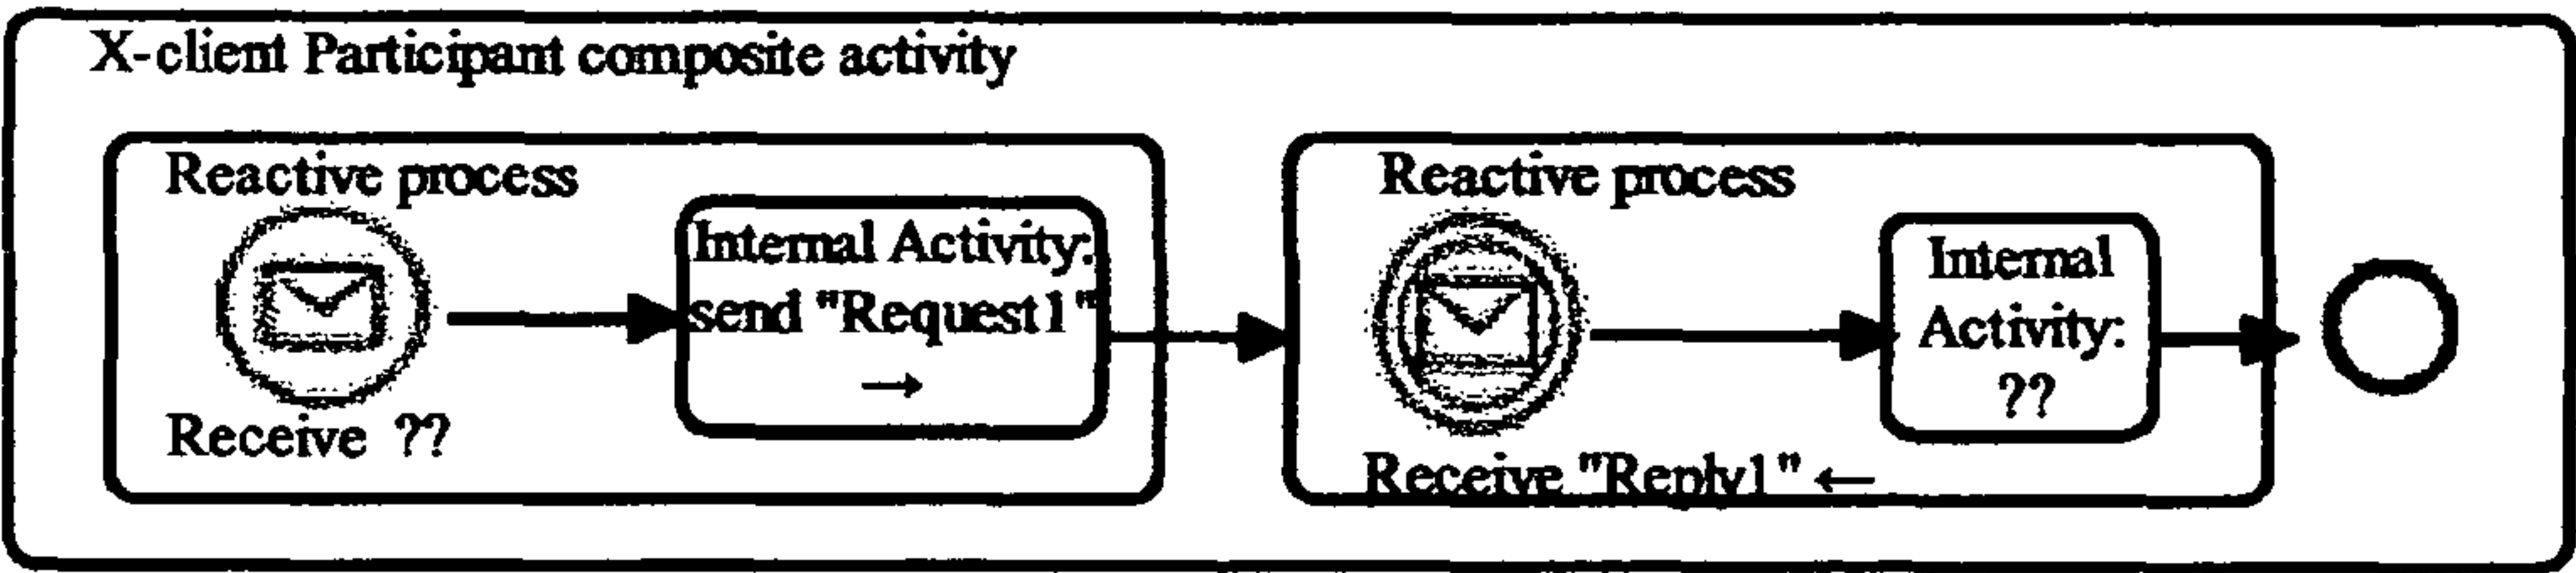 X-client Participant composite activity
Reactive process
Internal Activity:
send "Request1"
→
Receive ??
Reactive process
Internal
Activity:
??
Receive "Reply1" ←